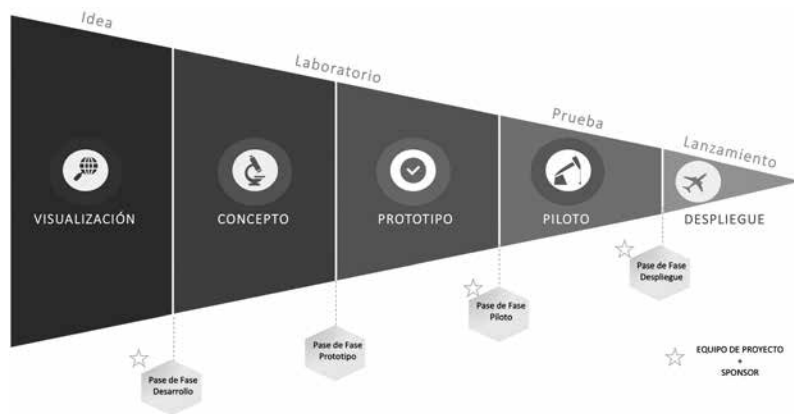 Idea
Laboratorio
Prueba
Lanzamiento
VISUALIZACIÓN
CONCEPTO
PROTOTIPO
PILOTO
DESPLIEGUE
Pase de Fase
Desarrollo
Pase de Fase
Prototipo
Pase de Fase
Piloto
Pase de Fase
Despliegue
EQUIPO DE PROYECTO
+
SPONSOR